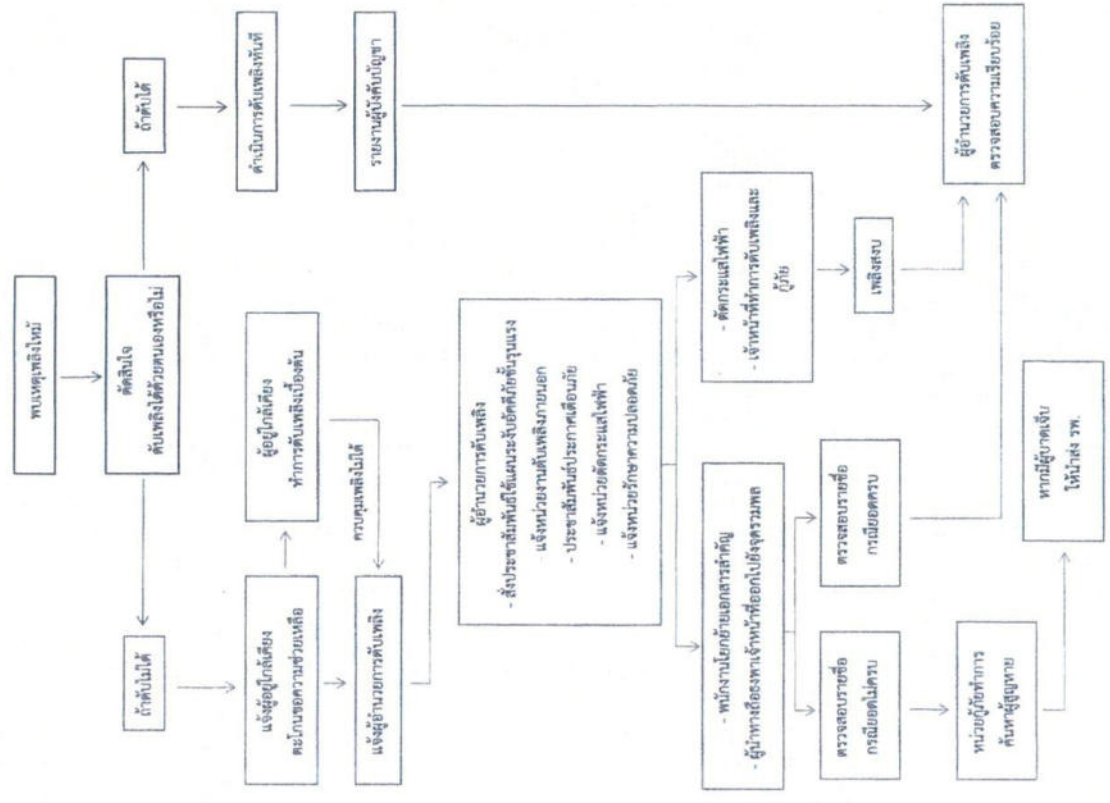 พบเหตุเพลิงไหม้
ตัดสินใจ
ดับเพลิงได้ด้วยตนเองหรือไม่
ถ้าดับไม่ได้
ถ้าดับได้
แจ้งผู้อยู่ใกล้เคียง
ตะโกนขอความช่วยเหลือ
ผู้อยู่ใกล้เคียง
ทำการดับเพลิงเบื้องต้น
ดำเนินการดับเพลิงทันที
ควบคุมเพลิงไม่ได้
แจ้งผู้อำนวยการดับเพลิง
รายงานผู้บังคับบัญชา
ผู้อำนวยการดับเพลิง
- สั่งประชาสัมพันธ์ใช้แผนระงับอัคคีภัยขั้นรุนแรง
- แจ้งหน่วยงานดับเพลิงภายนอก
- ประชาสัมพันธ์ประกาศเตือนภัย
- แจ้งหน่วยตัดกระแสไฟฟ้า
- แจ้งหน่วยรักษาความปลอดภัย
- พนักงานโยกย้ายเอกสารสำคัญ
- ผู้นำทางถือธงพาเจ้าหน้าที่ออกไปยังจุดรวมพล
- ตัดกระแสไฟฟ้า
- เจ้าหน้าที่ทำการดับเพลิงและ
กู้ภัย
ตรวจสอบรายชื่อ
กรณียอดไม่ครบ
ตรวจสอบรายชื่อ
กรณียอดครบ
เพลิงสงบ
หน่วยกู้ภัยทำการ
ค้นหาผู้สูญหาย
ผู้อำนวยการดับเพลิง
ตรวจสอบความเรียบร้อย
หากมีผู้บาดเจ็บ
ให้นำส่ง รพ.